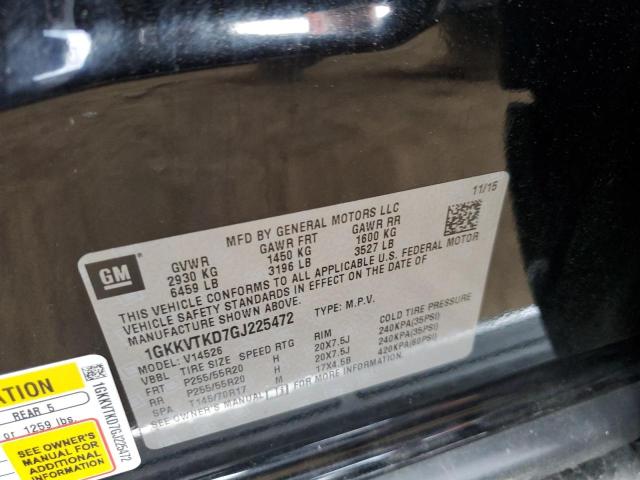 11/15
MFD BY GENERAL MOTORS LLC
GM
GVWR GAWR FRT GAWR RR
2930 KG 1450 KG 1600 KG
6459 LB 3196 LB 3527 LB
THIS VEHICLE CONFORMS TO ALL APPLICABLE U.S. FEDERAL MOTOR
VEHICLE SAFETY STANDARDS IN EFFECT ON THE DATE OF
MANUFACTURE SHOWN ABOVE.
1GKKVTKD7GJ225472 TYPE: M.P.V.
MODEL: V14526
VBBL TIRE SIZE SPEED RTG RIM COLD TIRE PRESSURE
FRT P255/55R20 H 20X7.5J 240KPA(35PSI)
RR P255/55R20 H 20X7.5J 240KPA(35PSI)
SPA T145/70R17 M 17X4.5B 420KPA(60PSI)
SEE OWNER'S MANUAL FOR MORE INFORMATION
ATION
REAR 5
1259 lbs.
SEE OWNER'S
MANUAL FOR
ADDITIONAL
1GKKVTKD7GJ225472